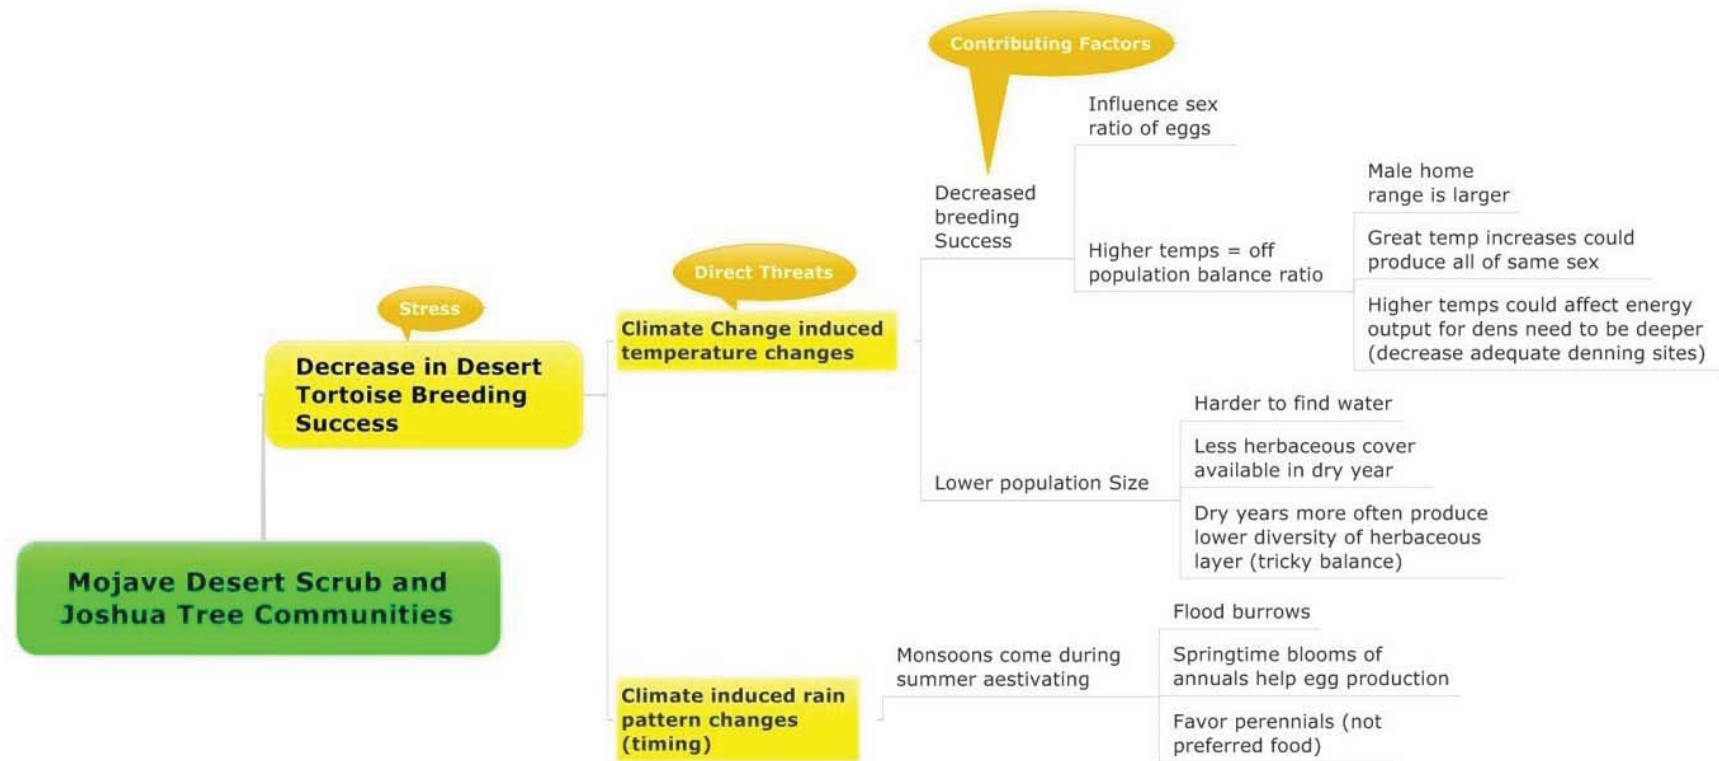 Contributing Factors
Influence sex
ratio of eggs
Decreased
breeding
Success
Male home
range is larger
Higher temps = off
population balance ratio
Great temp increases could
produce all of same sex
Higher temps could affect energy
output for dens need to be deeper
(decrease adequate denning sites)
Direct Threats
Stress
Climate Change induced
temperature changes
Decrease in Desert
Tortoise Breeding
Success
Harder to find water
Less herbaceous cover
available in dry year
Lower population Size
Dry years more often produce
lower diversity of herbaceous
layer (tricky balance)
Mojave Desert Scrub and
Joshua Tree Communities
Flood burrows
Monsoons come during
summer aestivating
Springtime blooms of
annuals help egg production
Climate induced rain
pattern changes
(timing)
Favor perennials (not
preferred food)